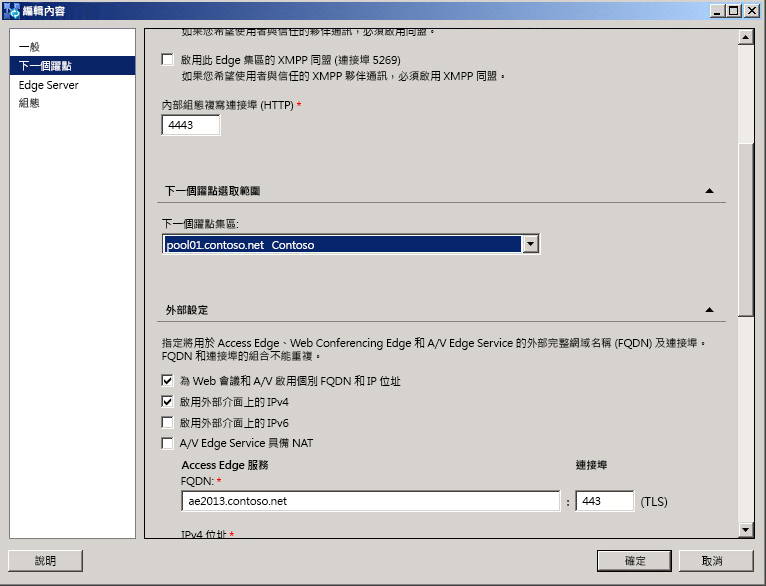 編輯內容
一般
下一個躍點
Edge Server
組態
如果您希望使用者與信任的夥伴通訊，必須啟用同盟。
啟用此 Edge 集區的 XMPP 同盟 (連接埠 5269)
如果您希望使用者與信任的 XMPP 夥伴通訊，必須啟用 XMPP 同盟。
內部組態複寫連接埠 (HTTP) *
4443
下一個躍點選取範圍
下一個躍點集區:
pool01.contoso.net Contoso
外部設定
指定將用於 Access Edge、Web Conferencing Edge 和 A/V Edge Service 的外部完整網域名稱 (FQDN) 及連接埠。
FQDN 和連接埠的組合不能重複。
為 Web 會議和 A/V 啟用個別 FQDN 和 IP 位址
啟用外部介面上的 IPv4
啟用外部介面上的 IPv6
A/V Edge Service 具備 NAT
Access Edge 服務 連接埠
FQDN: *
ae2013.contoso.net : 443 (TLS)
IPv4 位址 *
說明 確定 取消